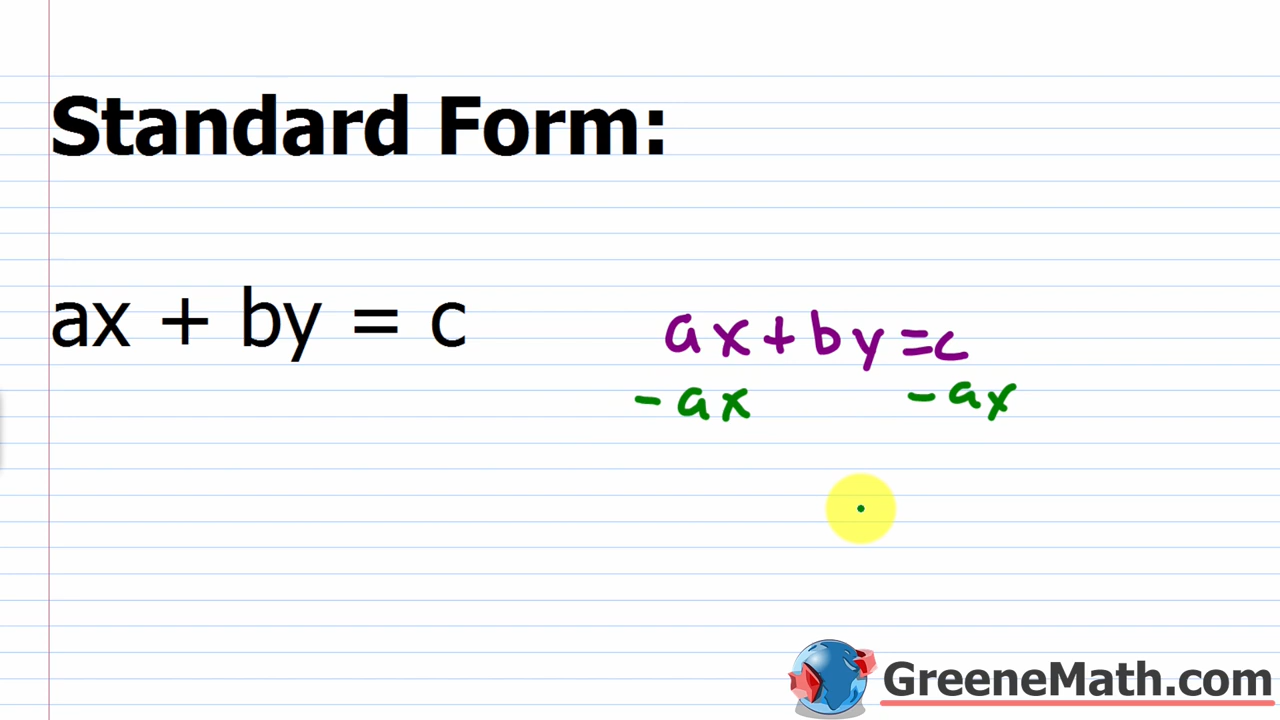 Standard Form:
ax + by = c
ax+by=c
-ax -ax
GreeneMath.com